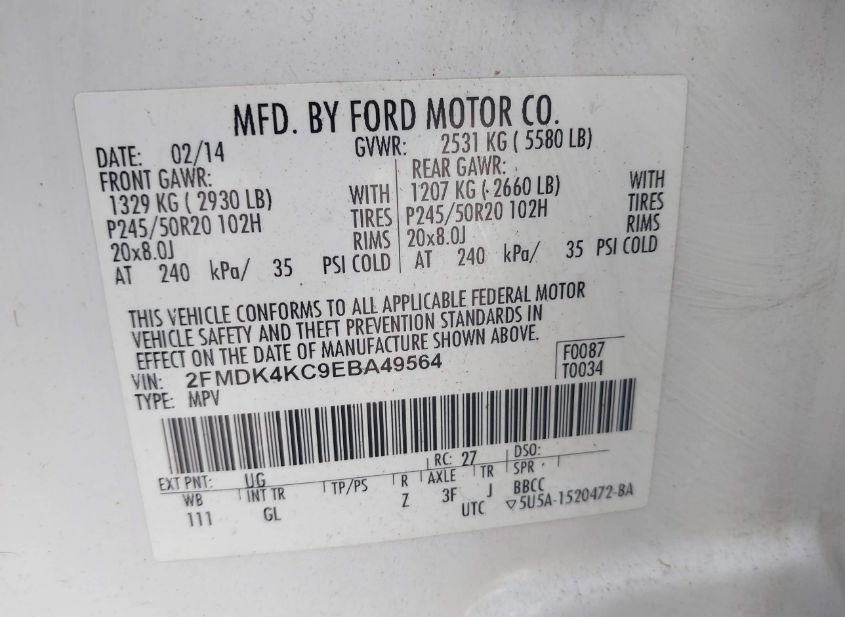 MFD. BY FORD MOTOR CO.
DATE: 02/14 GVWR: 2531 KG ( 5580 LB)
FRONT GAWR: REAR GAWR:
1329 KG ( 2930 LB) WITH 1207 KG ( 2660 LB) WITH
P245/50R20 102H TIRES P245/50R20 102H TIRES
20x8.0J RIMS 20x8.0J RIMS
AT 240 kPa/ 35 PSI COLD AT 240 kPa/ 35 PSI COLD
THIS VEHICLE CONFORMS TO ALL APPLICABLE FEDERAL MOTOR
VEHICLE SAFETY AND THEFT PREVENTION STANDARDS IN
EFFECT ON THE DATE OF MANUFACTURE SHOWN ABOVE.
VIN: 2FMDK4KC9EBA49564 F0087
TYPE: MPV T0034
EXT PNT: UG RC: 27 DSO:
WB INT TR TP/PS R AXLE TR SPR
111 GL Z 3F J BBCC
UTC ▽5U5A-1520472-BA